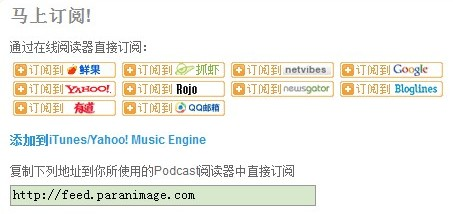 马上订阅!
通过在线阅读器直接订阅:
订阅到 鲜果 订阅到 抓虾 订阅到 netvibes 订阅到 Google
订阅到 YAHOO! 订阅到 Rojo 订阅到 newsgator 订阅到 Bloglines
订阅到 有道 订阅到 QQ邮箱
添加到iTunes/Yahoo! Music Engine
复制下列地址到你所使用的Podcast阅读器中直接订阅
http://feed.paranimage.com